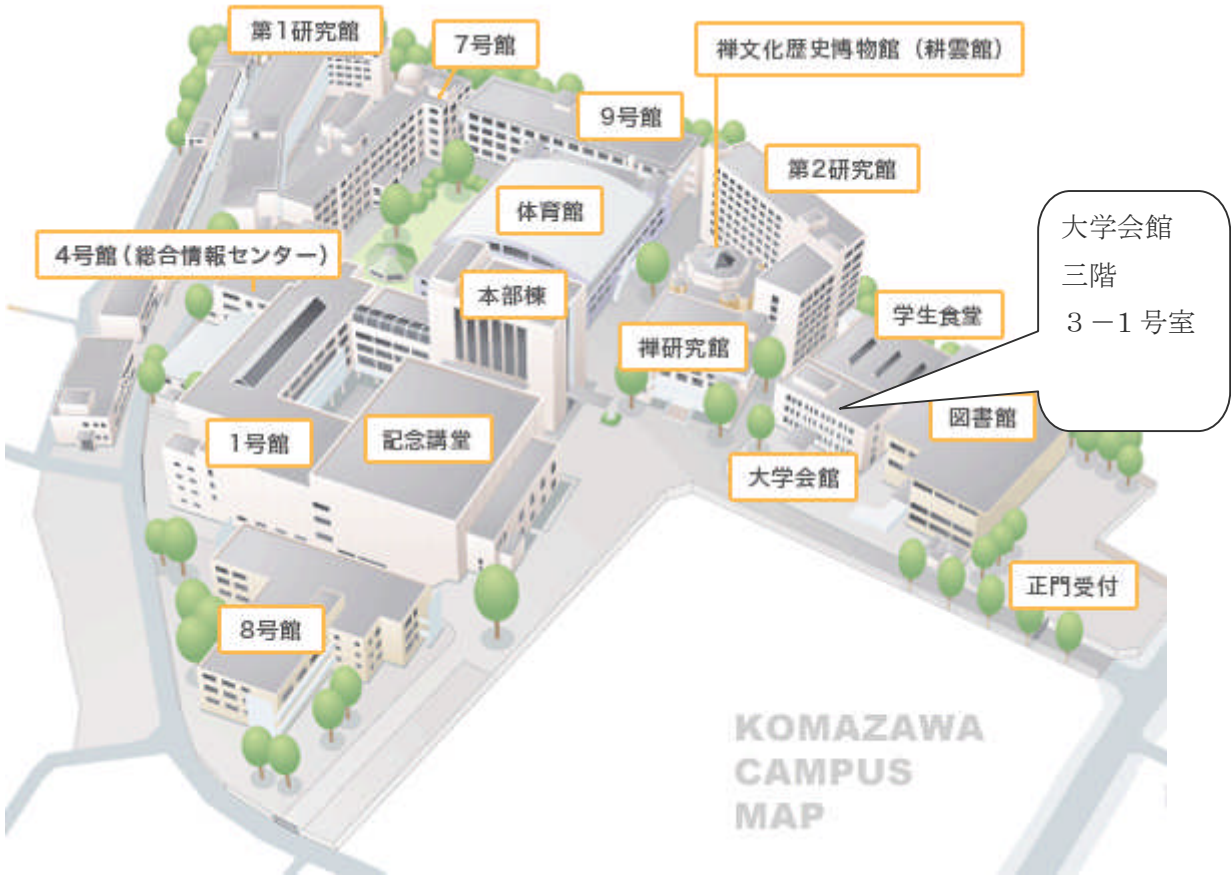 第1研究館
7号館
禅文化歴史博物館（耕雲館）
9号館
第2研究館
体育館
大学会館
三階
３－１号室
4号館（総合情報センター）
本部棟
学生食堂
禅研究館
図書館
1号館
記念講堂
大学会館
正門受付
8号館
KOMAZAWA
CAMPUS
MAP